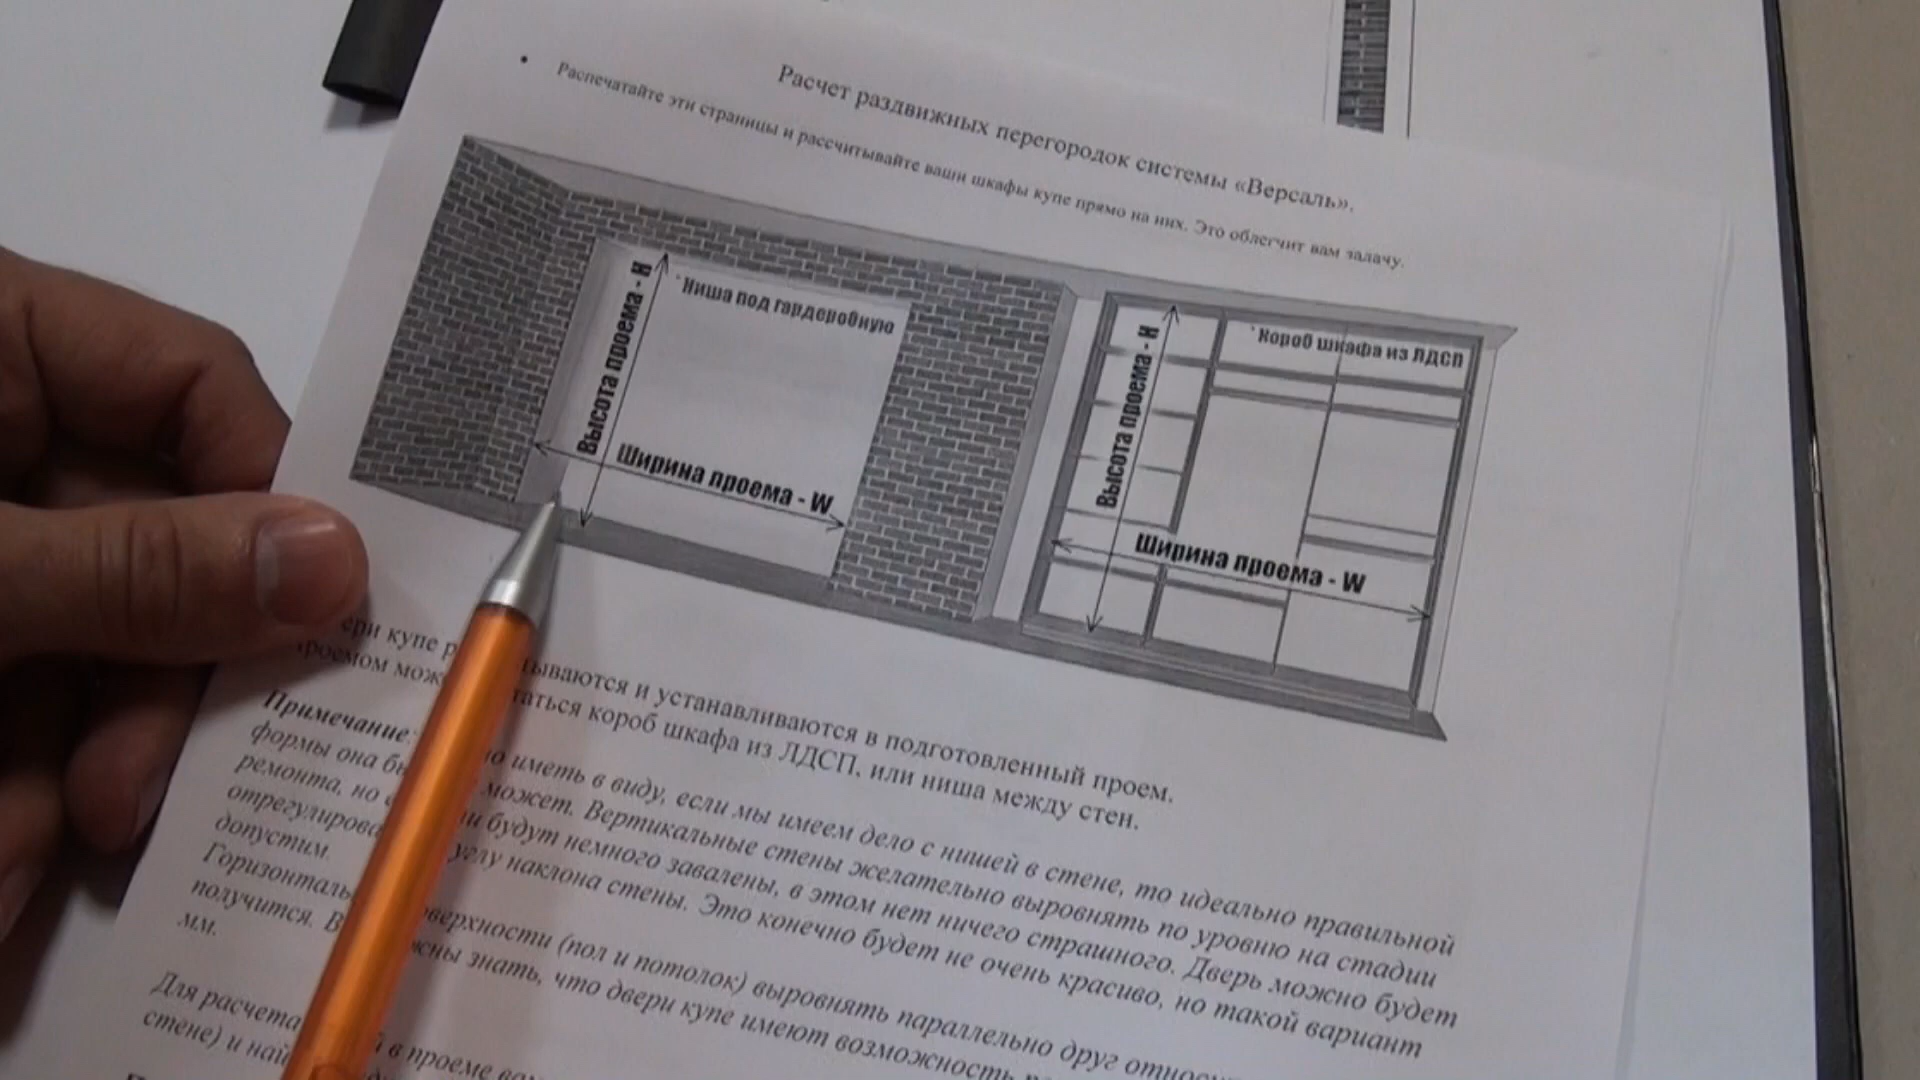 Расчет раздвижных перегородок системы «Версаль».
• Распечатайте эти страницы и рассчитывайте ваши шкафы купе прямо на них. Это облегчит вам задачу.
Высота проема - H
* Ниша под гардеробную
Ширина проема - W
Высота проема - H
* Короб шкафа из ЛДСП
Ширина проема - W
ери купе р тываются и устанавливаются в подготовленный проем.
проемом мож таться короб шкафа из ЛДСП, или ниша между стен.
Примечание: о иметь в виду, если мы имеем дело с нишей в стене, то идеально правильной
формы она бы может. Вертикальные стены желательно выровнять по уровню на стадии
ремонта, но и будут немного завалены, в этом нет ничего страшного. Дверь можно будет
отрегулирова углу наклона стены. Это конечно будет не очень красиво, но такой вариант
допустим.
Горизонталь верхности (пол и потолок) выровнять параллельно друг относ
получится. В жны знать, что двери купе имеют возможность
мм.
Для расчета й в проеме вам
стене) и най